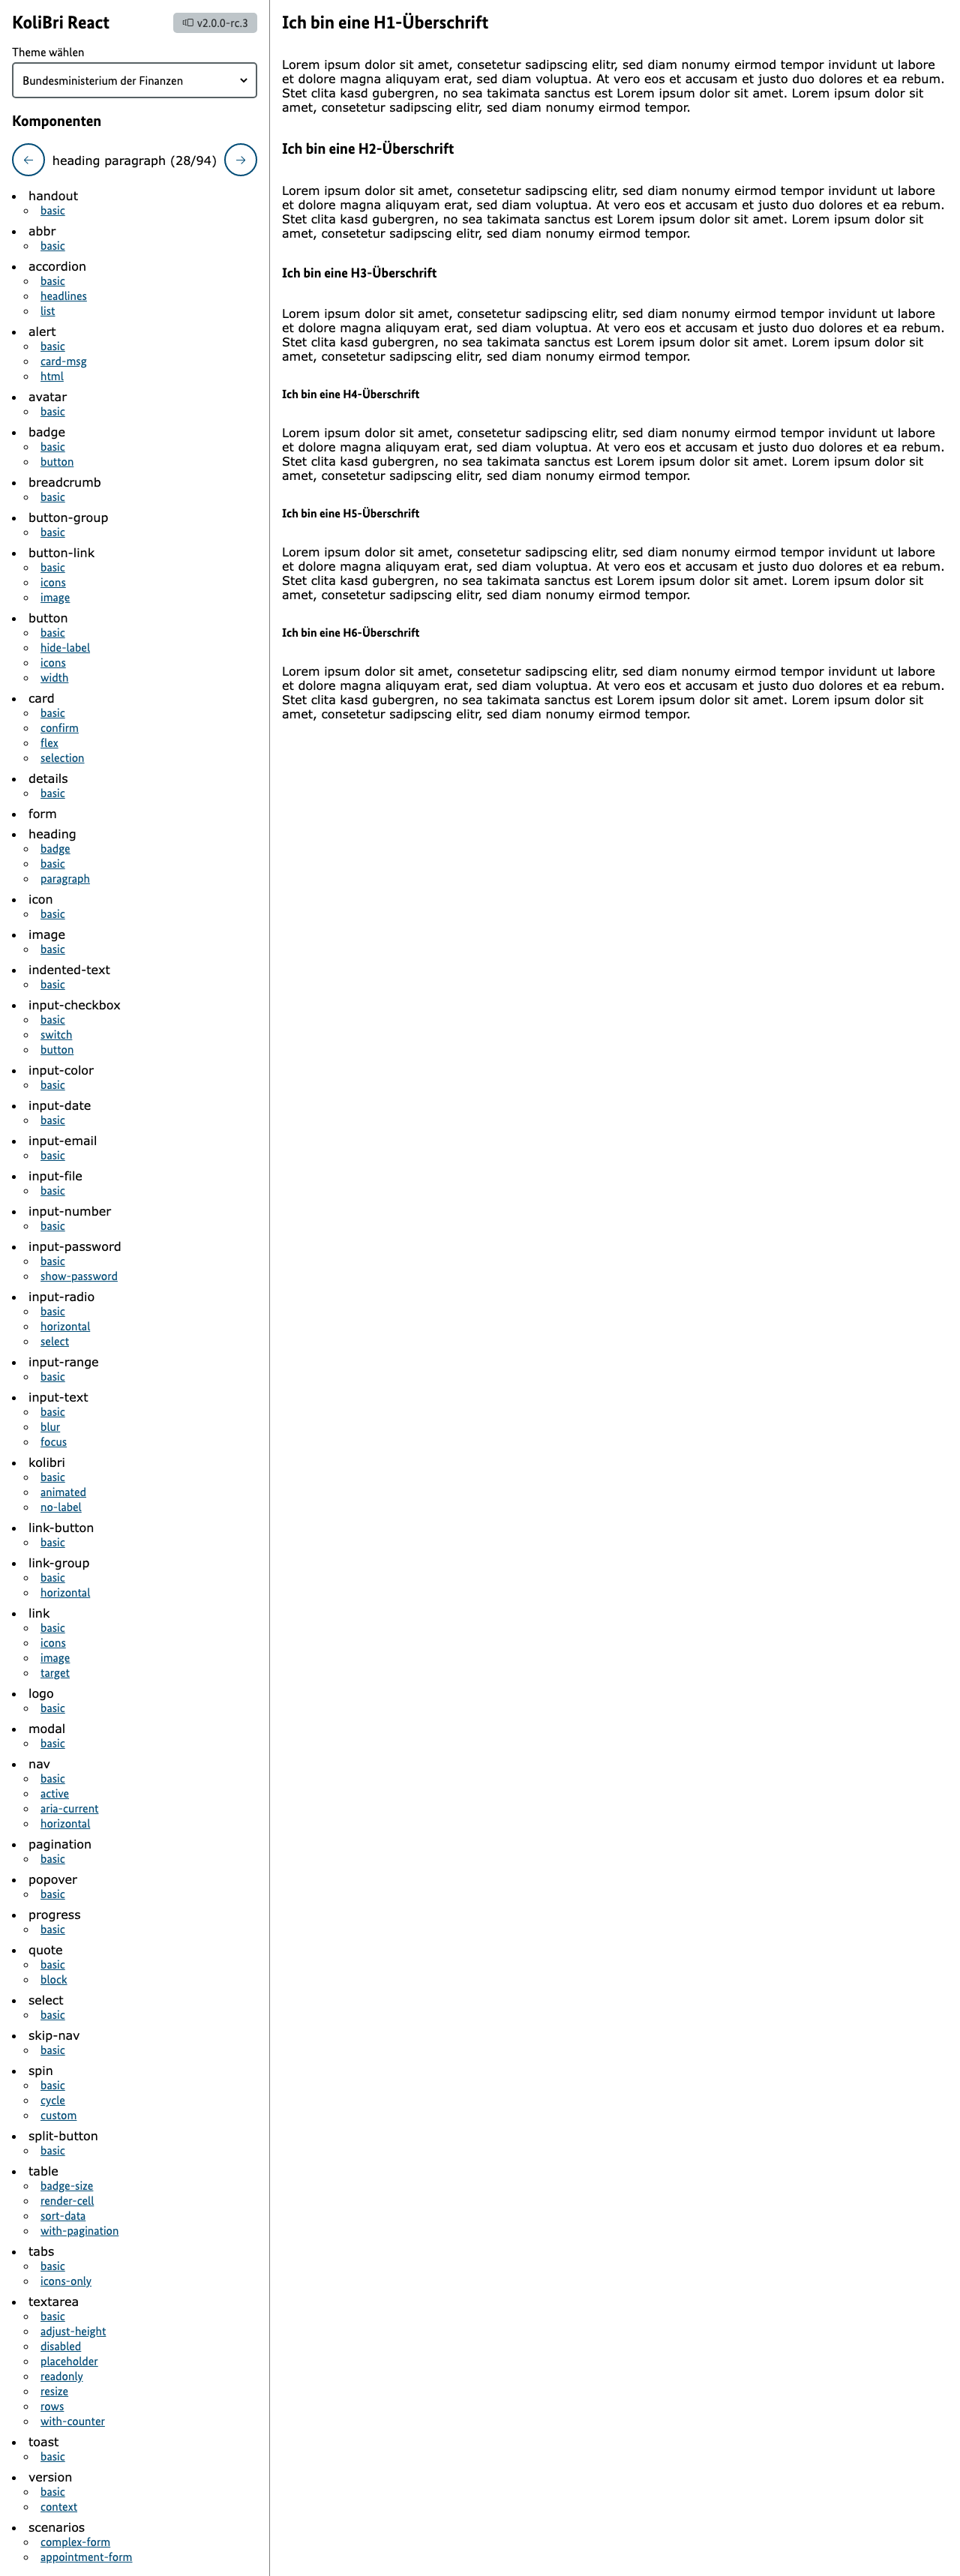 KoliBri React
v2.0.0-rc.3
Theme wählen
Bundesministerium der Finanzen
Komponenten
heading paragraph (28/94)
handout
basic
abbr
basic
accordion
basic
headlines
list
alert
basic
card-msg
html
avatar
basic
badge
basic
button
breadcrumb
basic
button-group
basic
button-link
basic
icons
image
button
basic
hide-label
icons
width
card
basic
confirm
flex
selection
details
basic
form
heading
badge
basic
paragraph
icon
basic
image
basic
indented-text
basic
input-checkbox
basic
switch
button
input-color
basic
input-date
basic
input-email
basic
input-file
basic
input-number
basic
input-password
basic
show-password
input-radio
basic
horizontal
select
input-range
basic
input-text
basic
blur
focus
kolibri
basic
animated
no-label
link-button
basic
link-group
basic
horizontal
link
basic
icons
image
target
logo
basic
modal
basic
nav
basic
active
aria-current
horizontal
pagination
basic
popover
basic
progress
basic
quote
basic
block
select
basic
skip-nav
basic
spin
basic
cycle
custom
split-button
basic
table
badge-size
render-cell
sort-data
with-pagination
tabs
basic
icons-only
textarea
basic
adjust-height
disabled
placeholder
readonly
resize
rows
with-counter
toast
basic
version
basic
context
scenarios
complex-form
appointment-form
Ich bin eine H1-Überschrift
Lorem ipsum dolor sit amet, consetetur sadipscing elitr, sed diam nonumy eirmod tempor invidunt ut labore
et dolore magna aliquyam erat, sed diam voluptua. At vero eos et accusam et justo duo dolores et ea rebum.
Stet clita kasd gubergren, no sea takimata sanctus est Lorem ipsum dolor sit amet. Lorem ipsum dolor sit
amet, consetetur sadipscing elitr, sed diam nonumy eirmod tempor.
Ich bin eine H2-Überschrift
Lorem ipsum dolor sit amet, consetetur sadipscing elitr, sed diam nonumy eirmod tempor invidunt ut labore
et dolore magna aliquyam erat, sed diam voluptua. At vero eos et accusam et justo duo dolores et ea rebum.
Stet clita kasd gubergren, no sea takimata sanctus est Lorem ipsum dolor sit amet. Lorem ipsum dolor sit
amet, consetetur sadipscing elitr, sed diam nonumy eirmod tempor.
Ich bin eine H3-Überschrift
Lorem ipsum dolor sit amet, consetetur sadipscing elitr, sed diam nonumy eirmod tempor invidunt ut labore
et dolore magna aliquyam erat, sed diam voluptua. At vero eos et accusam et justo duo dolores et ea rebum.
Stet clita kasd gubergren, no sea takimata sanctus est Lorem ipsum dolor sit amet. Lorem ipsum dolor sit
amet, consetetur sadipscing elitr, sed diam nonumy eirmod tempor.
Ich bin eine H4-Überschrift
Lorem ipsum dolor sit amet, consetetur sadipscing elitr, sed diam nonumy eirmod tempor invidunt ut labore
et dolore magna aliquyam erat, sed diam voluptua. At vero eos et accusam et justo duo dolores et ea rebum.
Stet clita kasd gubergren, no sea takimata sanctus est Lorem ipsum dolor sit amet. Lorem ipsum dolor sit
amet, consetetur sadipscing elitr, sed diam nonumy eirmod tempor.
Ich bin eine H5-Überschrift
Lorem ipsum dolor sit amet, consetetur sadipscing elitr, sed diam nonumy eirmod tempor invidunt ut labore
et dolore magna aliquyam erat, sed diam voluptua. At vero eos et accusam et justo duo dolores et ea rebum.
Stet clita kasd gubergren, no sea takimata sanctus est Lorem ipsum dolor sit amet. Lorem ipsum dolor sit
amet, consetetur sadipscing elitr, sed diam nonumy eirmod tempor.
Ich bin eine H6-Überschrift
Lorem ipsum dolor sit amet, consetetur sadipscing elitr, sed diam nonumy eirmod tempor invidunt ut labore
et dolore magna aliquyam erat, sed diam voluptua. At vero eos et accusam et justo duo dolores et ea rebum.
Stet clita kasd gubergren, no sea takimata sanctus est Lorem ipsum dolor sit amet. Lorem ipsum dolor sit
amet, consetetur sadipscing elitr, sed diam nonumy eirmod tempor.